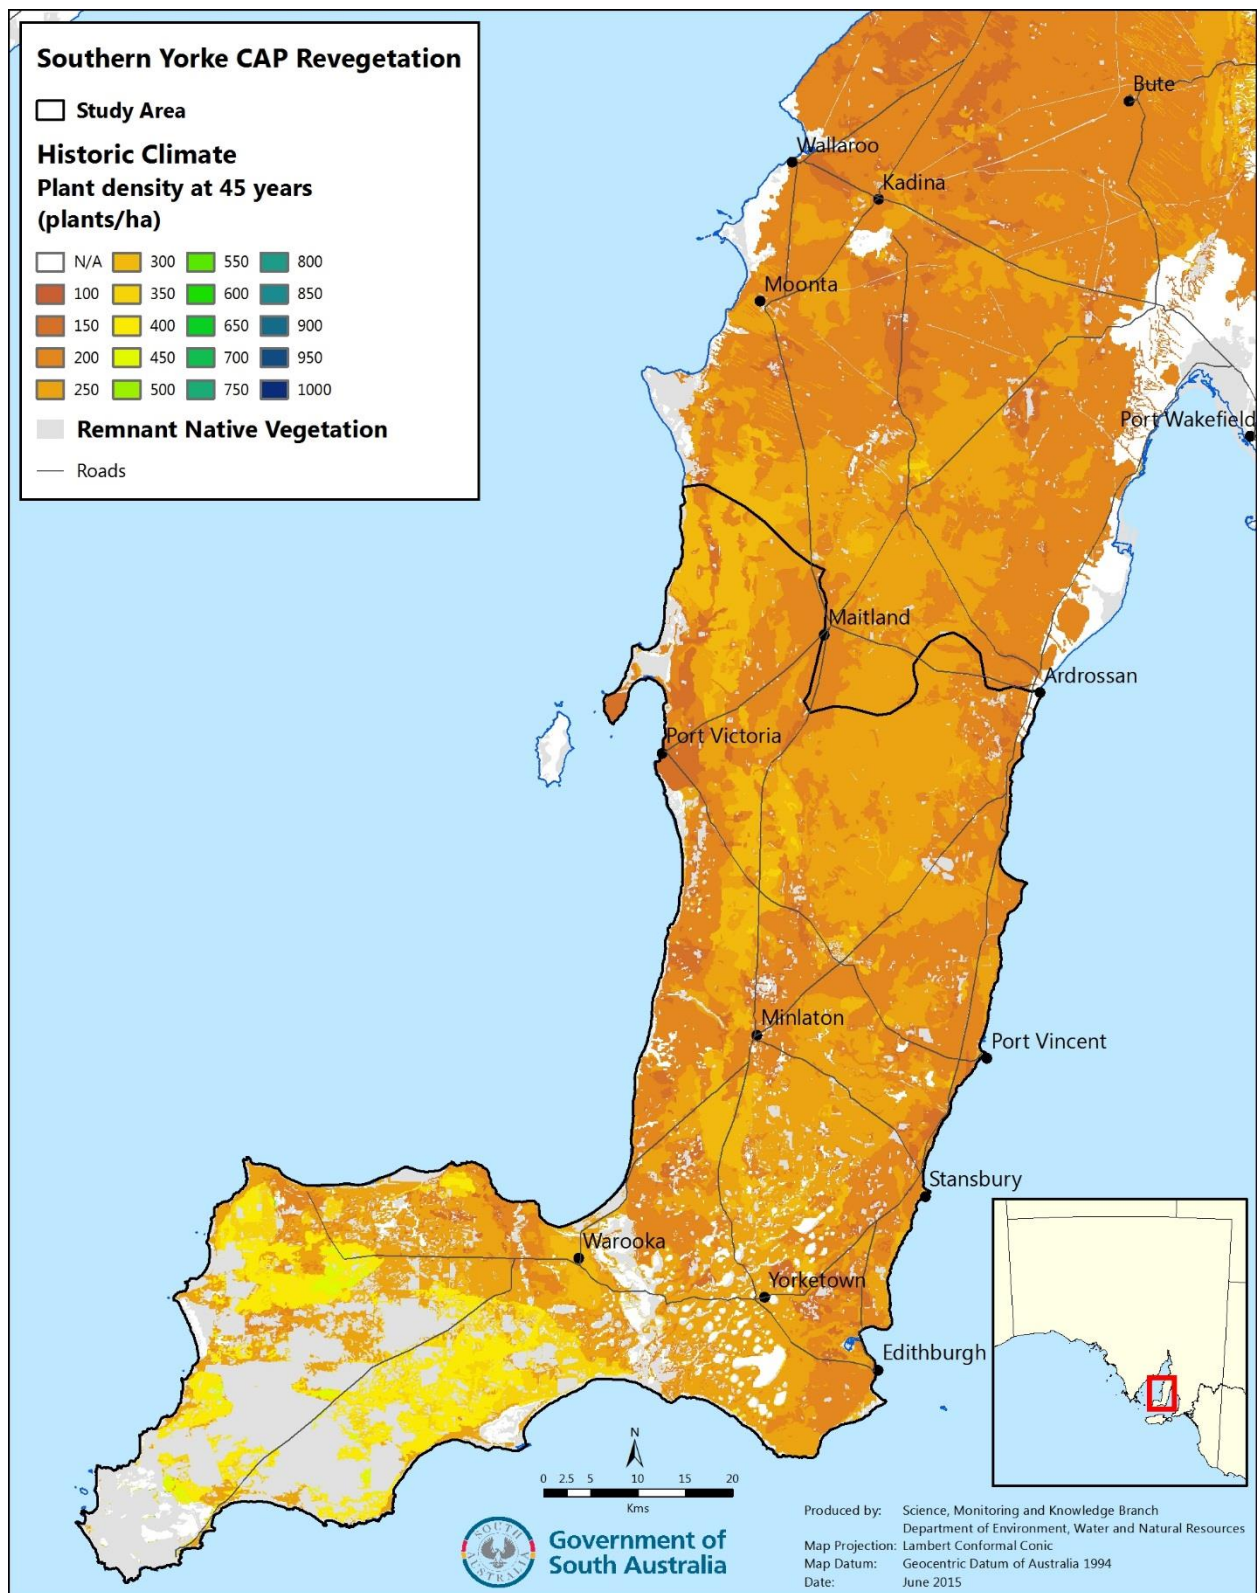 Southern Yorke CAP Revegetation
Study Area
Historic Climate
Plant density at 45 years
(plants/ha)
N/A 300 550 800
100 350 600 850
150 400 650 900
200 450 700 950
250 500 750 1000
Remnant Native Vegetation
Roads
Bute
Wallaroo
Kadina
Moonta
Port Wakefield
Maitland
Ardrossan
Port Victoria
Minlaton
Port Vincent
Stansbury
Warooka
Yorketown
Edithburgh
N
0 2.5 5 10 15 20
Kms
SOUTH AUSTRALIA
Government of
South Australia
Produced by: Science, Monitoring and Knowledge Branch
Department of Environment, Water and Natural Resources
Map Projection: Lambert Conformal Conic
Map Datum: Geocentric Datum of Australia 1994
Date: June 2015